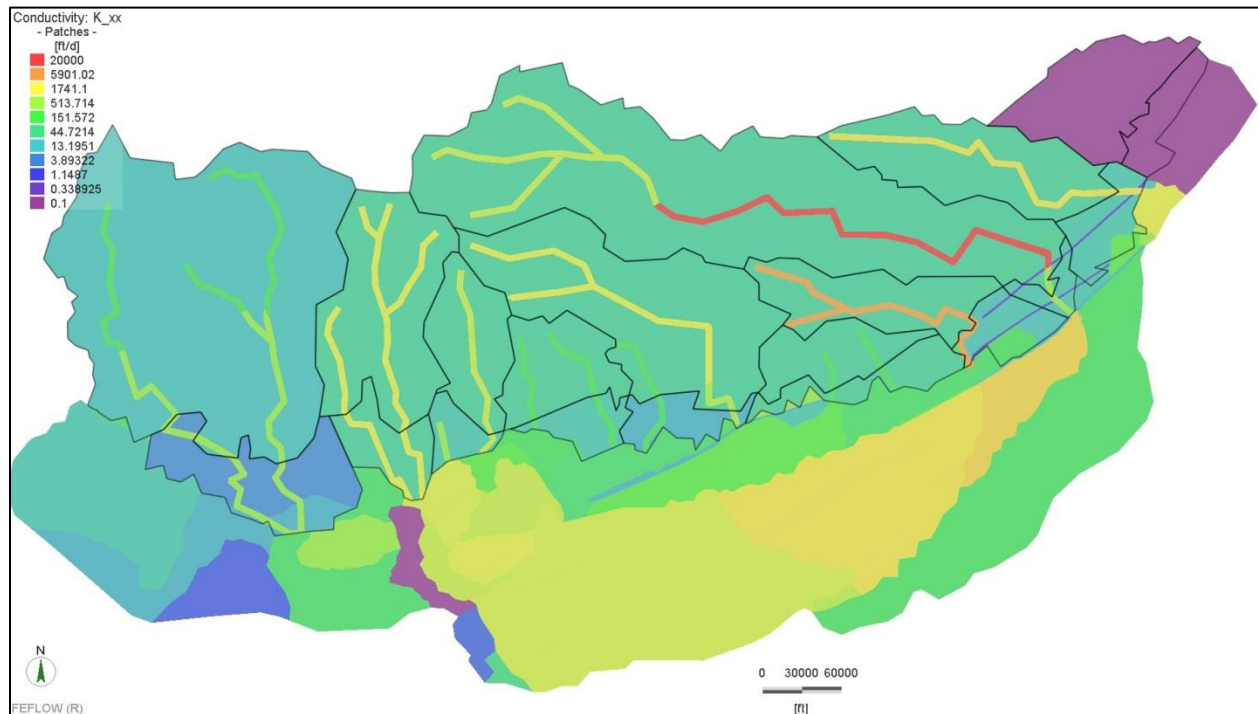 Conductivity: K_xx
- Patches -
[ft/d]
20000
5901.02
1741.1
513.714
151.572
44.7214
13.1951
3.89322
1.1487
0.338925
0.1
N
FEFLOW (R)
0 30000 60000
[ft]